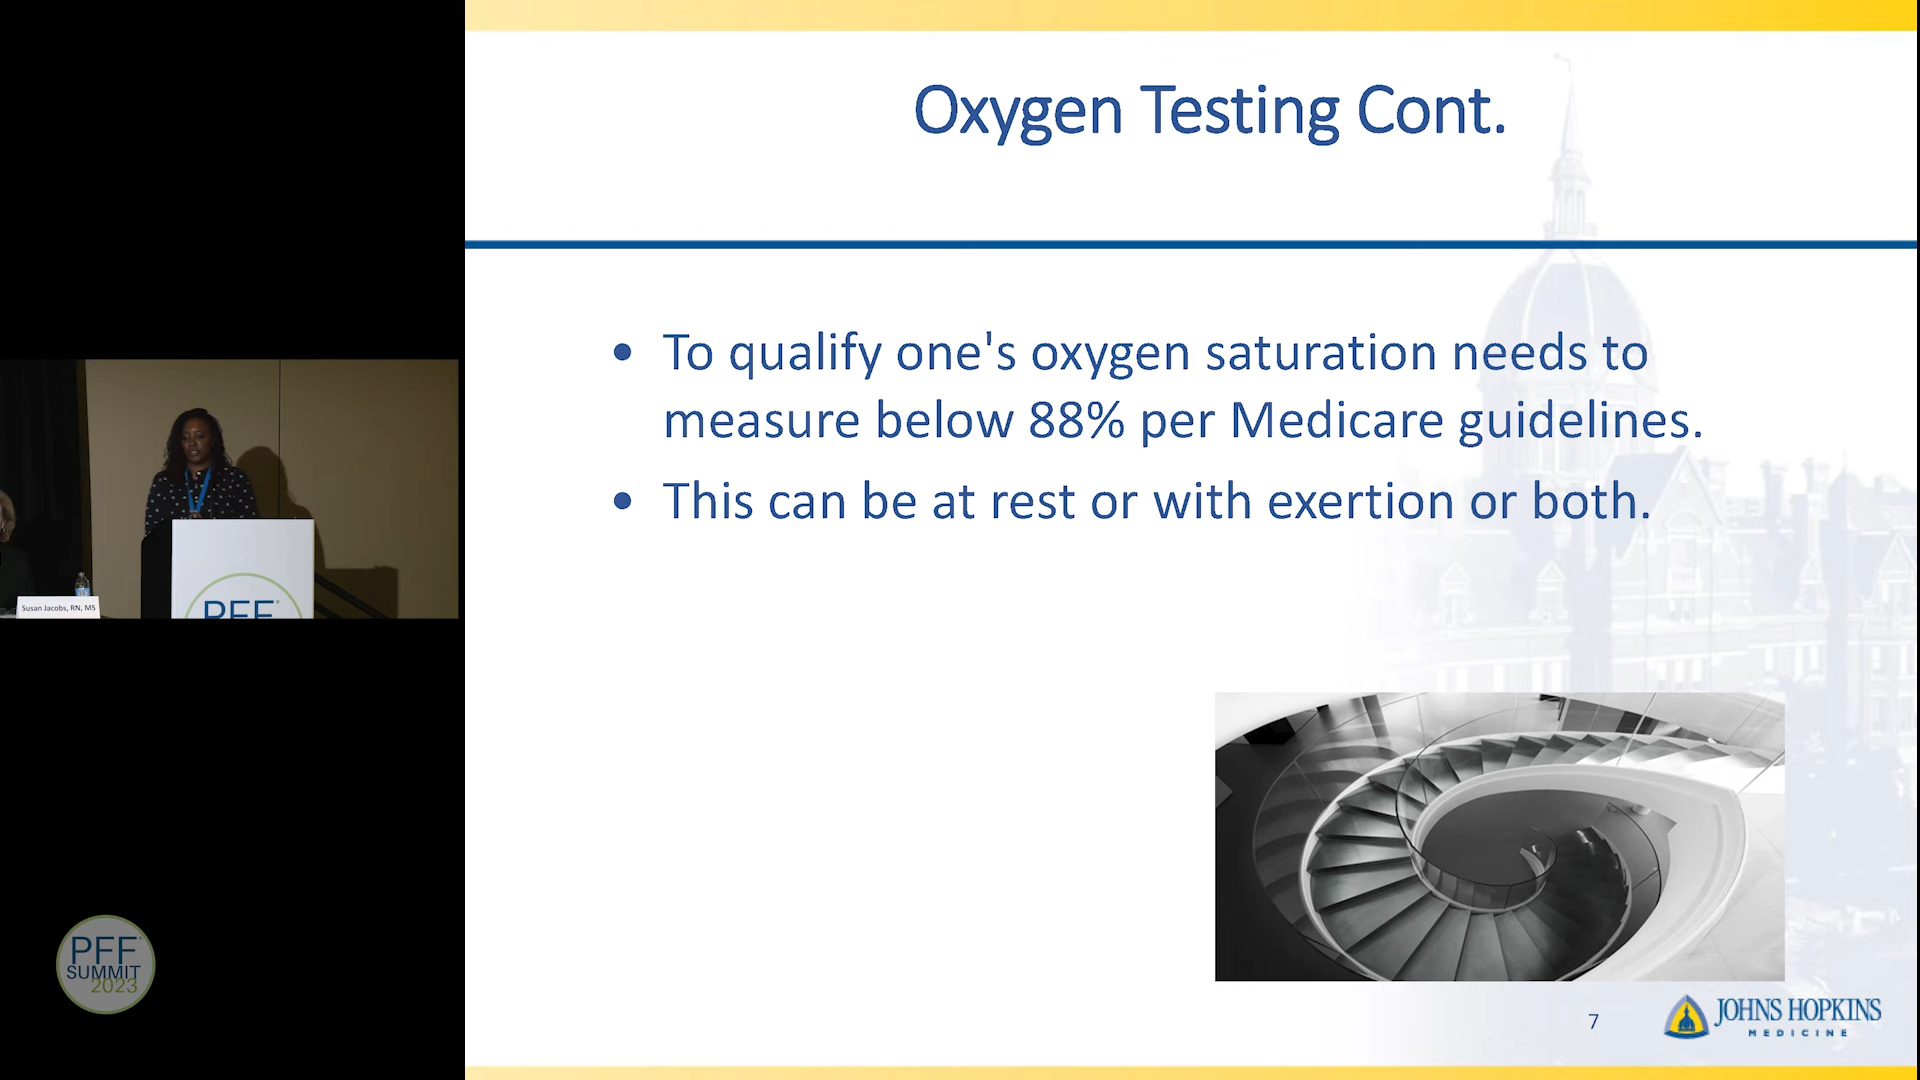 Oxygen Testing Cont.
• To qualify one's oxygen saturation needs to
measure below 88% per Medicare guidelines.
• This can be at rest or with exertion or both.
7
JOHNS HOPKINS
MEDICINE
Susan Jacobs, RN, MS
PFF
PFF
SUMMIT
2023